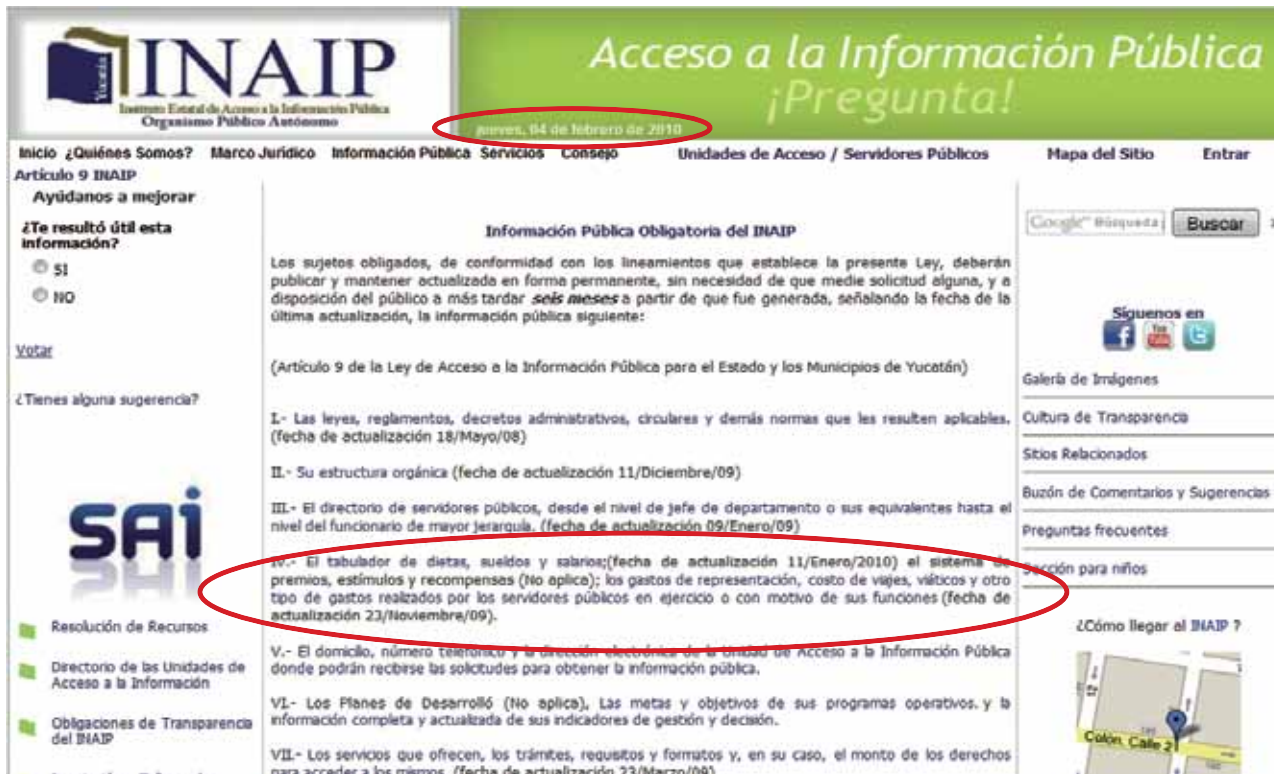 Yucatán
INAIP
Instituto Estatal de Acceso a la Información Pública
Organismo Público Autónomo
Acceso a la Información Pública
¡Pregunta!
jueves, 04 de febrero de 2010
Inicio ¿Quiénes Somos? Marco Jurídico Información Pública Servicios Consejo Unidades de Acceso / Servidores Públicos Mapa del Sitio Entrar
Artículo 9 INAIP
Ayúdanos a mejorar
¿Te resultó útil esta
información?
SI
NO
Votar
¿Tienes alguna sugerencia?
SAi
Resolución de Recursos
Directorio de las Unidades de
Acceso a la Información
Obligaciones de Transparencia
del INAIP
Información Pública Obligatoria del INAIP
Los sujetos obligados, de conformidad con los lineamientos que establece la presente Ley, deberán
publicar y mantener actualizada en forma permanente, sin necesidad de que medie solicitud alguna, y a
disposición del público a más tardar seis meses a partir de que fue generada, señalando la fecha de la
última actualización, la información pública siguiente:
(Artículo 9 de la Ley de Acceso a la Información Pública para el Estado y los Municipios de Yucatán)
I.- Las leyes, reglamentos, decretos administrativos, circulares y demás normas que les resulten aplicables.
(fecha de actualización 18/Mayo/08)
II.- Su estructura orgánica (fecha de actualización 11/Diciembre/09)
III.- El directorio de servidores públicos, desde el nivel de jefe de departamento o sus equivalentes hasta el
nivel del funcionario de mayor jerarquía. (fecha de actualización 09/Enero/09)
IV.- El tabulador de dietas, sueldos y salarios;(fecha de actualización 11/Enero/2010) el sistema de
premios, estímulos y recompensas (No aplica); los gastos de representación, costo de viajes, viáticos y otro
tipo de gastos realizados por los servidores públicos en ejercicio o con motivo de sus funciones (fecha de
actualización 23/Noviembre/09).
V.- El domicilio, número telefónico y la dirección electrónica de la Unidad de Acceso a la Información Pública
donde podrán recibirse las solicitudes para obtener la información pública.
VI.- Los Planes de Desarrolló (No aplica), Las metas y objetivos de sus programas operativos. y la
información completa y actualizada de sus indicadores de gestión y decisión.
VII.- Los servicios que ofrecen, los trámites, requisitos y formatos y, en su caso, el monto de los derechos
para acceder a los mismos. (fecha de actualización 23/Marzo/09)
Google Búsqueda Buscar
Síguenos en
f You Tube t
Galería de Imágenes
Cultura de Transparencia
Sitios Relacionados
Buzón de Comentarios y Sugerencias
Preguntas frecuentes
Sección para niños
¿Cómo llegar al INAIP ?
12
Colón, Calle 2